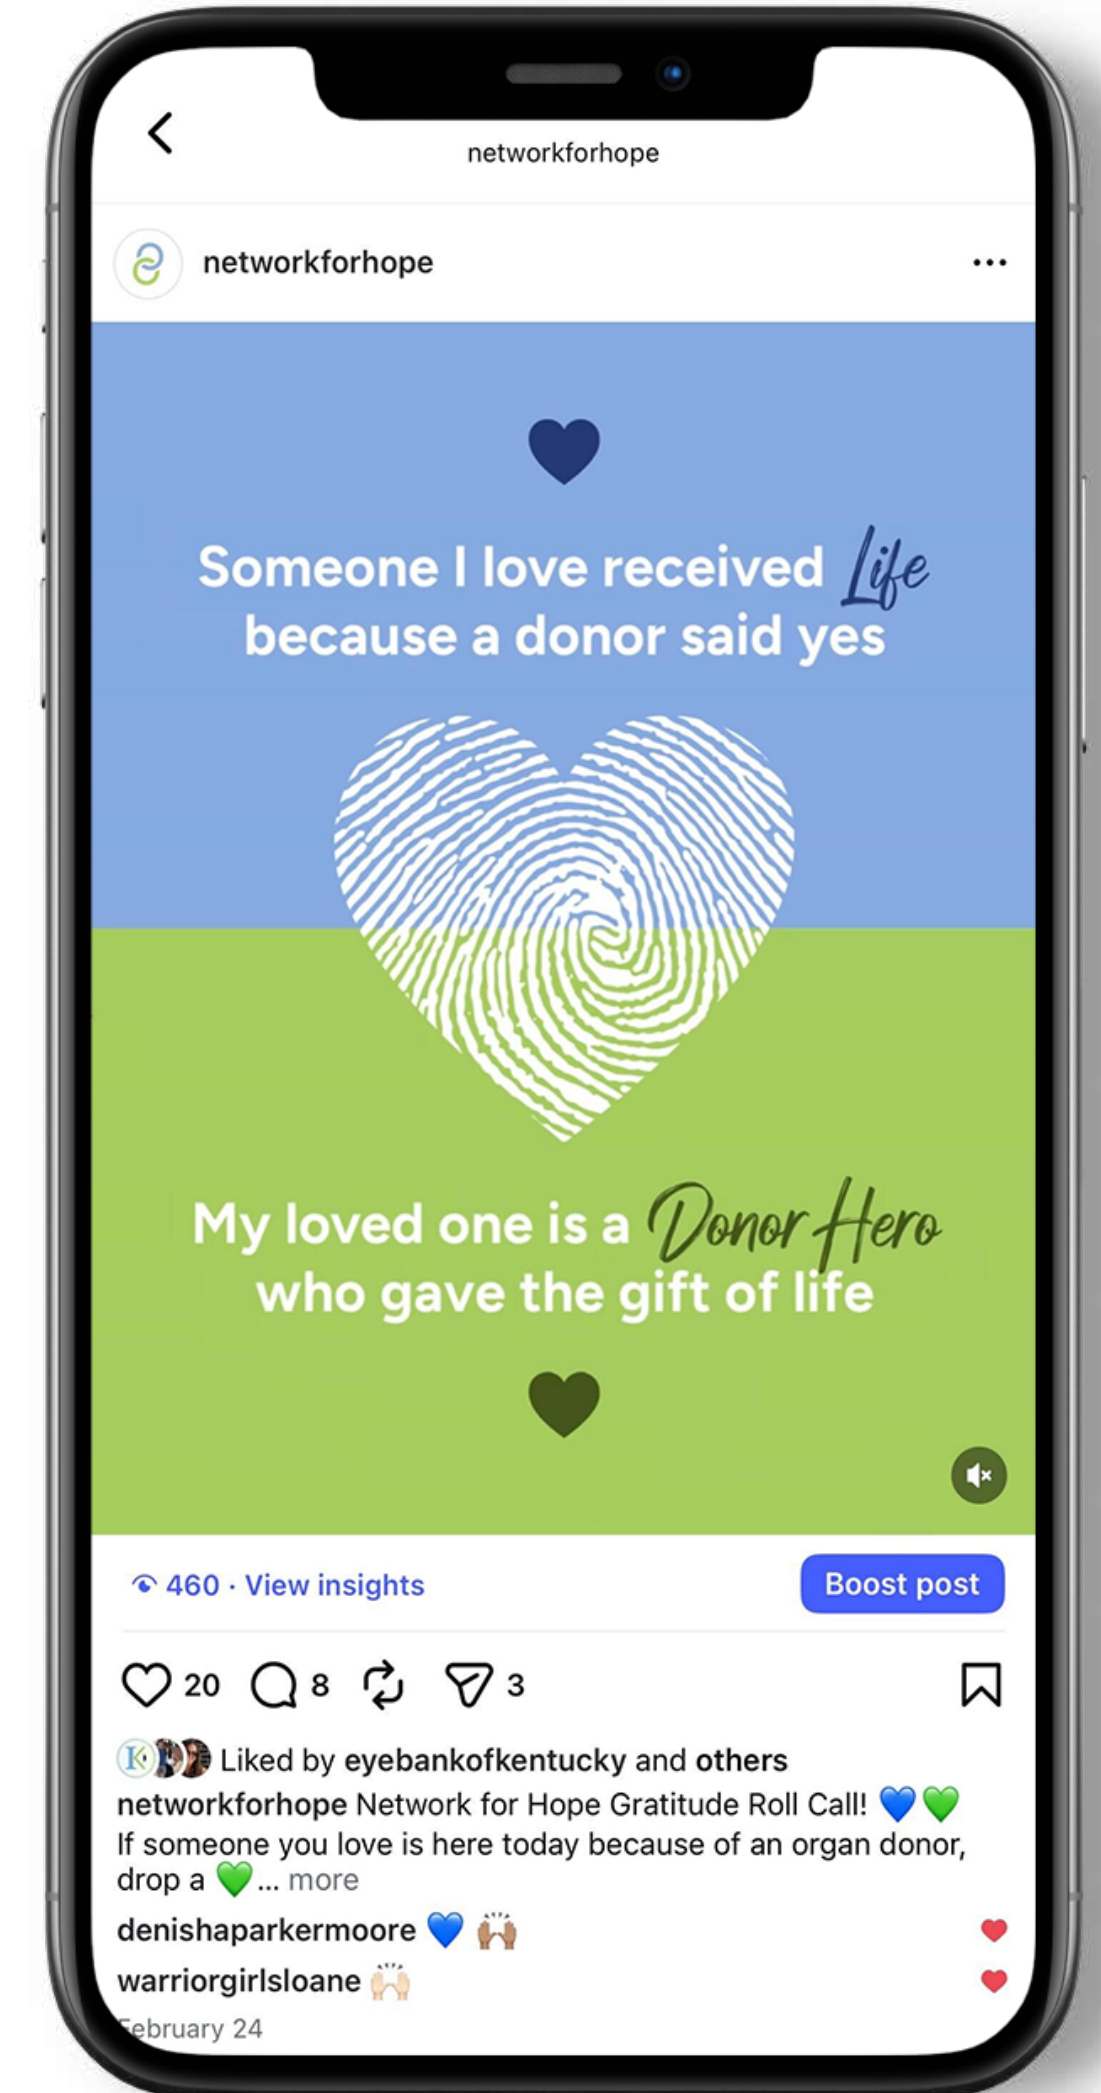 networkforhope
networkforhope
Someone I love received Life
because a donor said yes
My loved one is a Donor Hero
who gave the gift of life
460 · View insights
Boost post
20 8 3
Liked by eyebankofkentucky and others
networkforhope Network for Hope Gratitude Roll Call! 💙💚
If someone you love is here today because of an organ donor,
drop a 💚... more
denishaparkermoore 💙 🙌🏽
warriorgirlsloane 🙌🏻
February 24